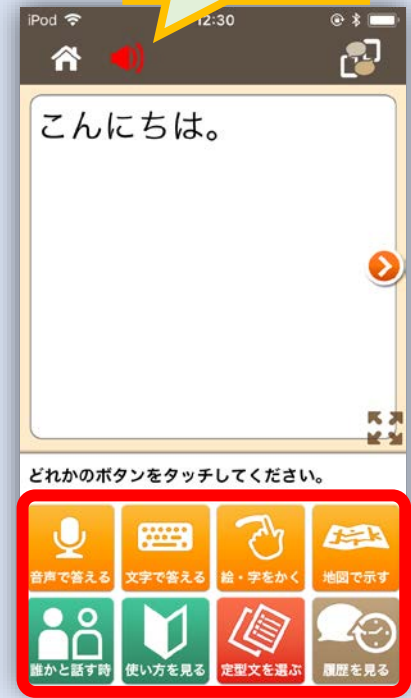 iPod 12:30
こんにちは。
どれかのボタンをタッチしてください。
音声で答える 文字で答える 絵・字をかく 地図で示す
誰かと話す時 使い方を見る 定型文を選ぶ 履歴を見る